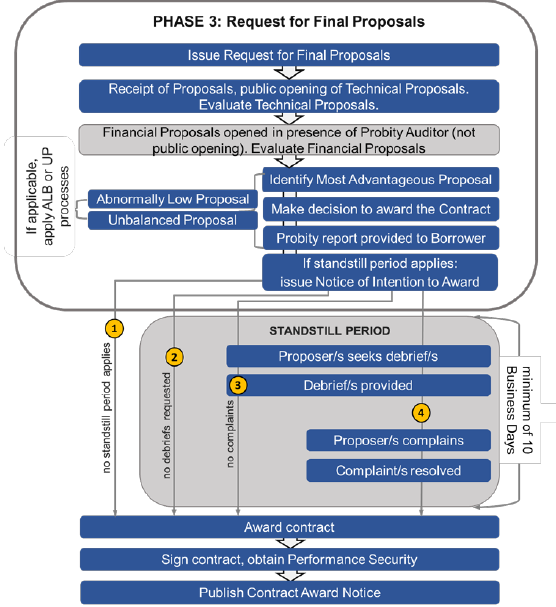 PHASE 3: Request for Final Proposals
Issue Request for Final Proposals
Receipt of Proposals, public opening of Technical Proposals.
Evaluate Technical Proposals.
Financial Proposals opened in presence of Probity Auditor (not
public opening). Evaluate Financial Proposals
If applicable,
apply ALB or UP
processes
Abnormally Low Proposal
Unbalanced Proposal
Identify Most Advantageous Proposal
Make decision to award the Contract
Probity report provided to Borrower
If standstill period applies:
issue Notice of Intention to Award
1
no standstill period applies
2
no debriefs requested
3
no complaints
4
STANDSTILL PERIOD
Proposer/s seeks debrief/s
Debrief/s provided
Proposer/s complains
Complaint/s resolved
minimum of 10
Business Days
Award contract
Sign contract, obtain Performance Security
Publish Contract Award Notice